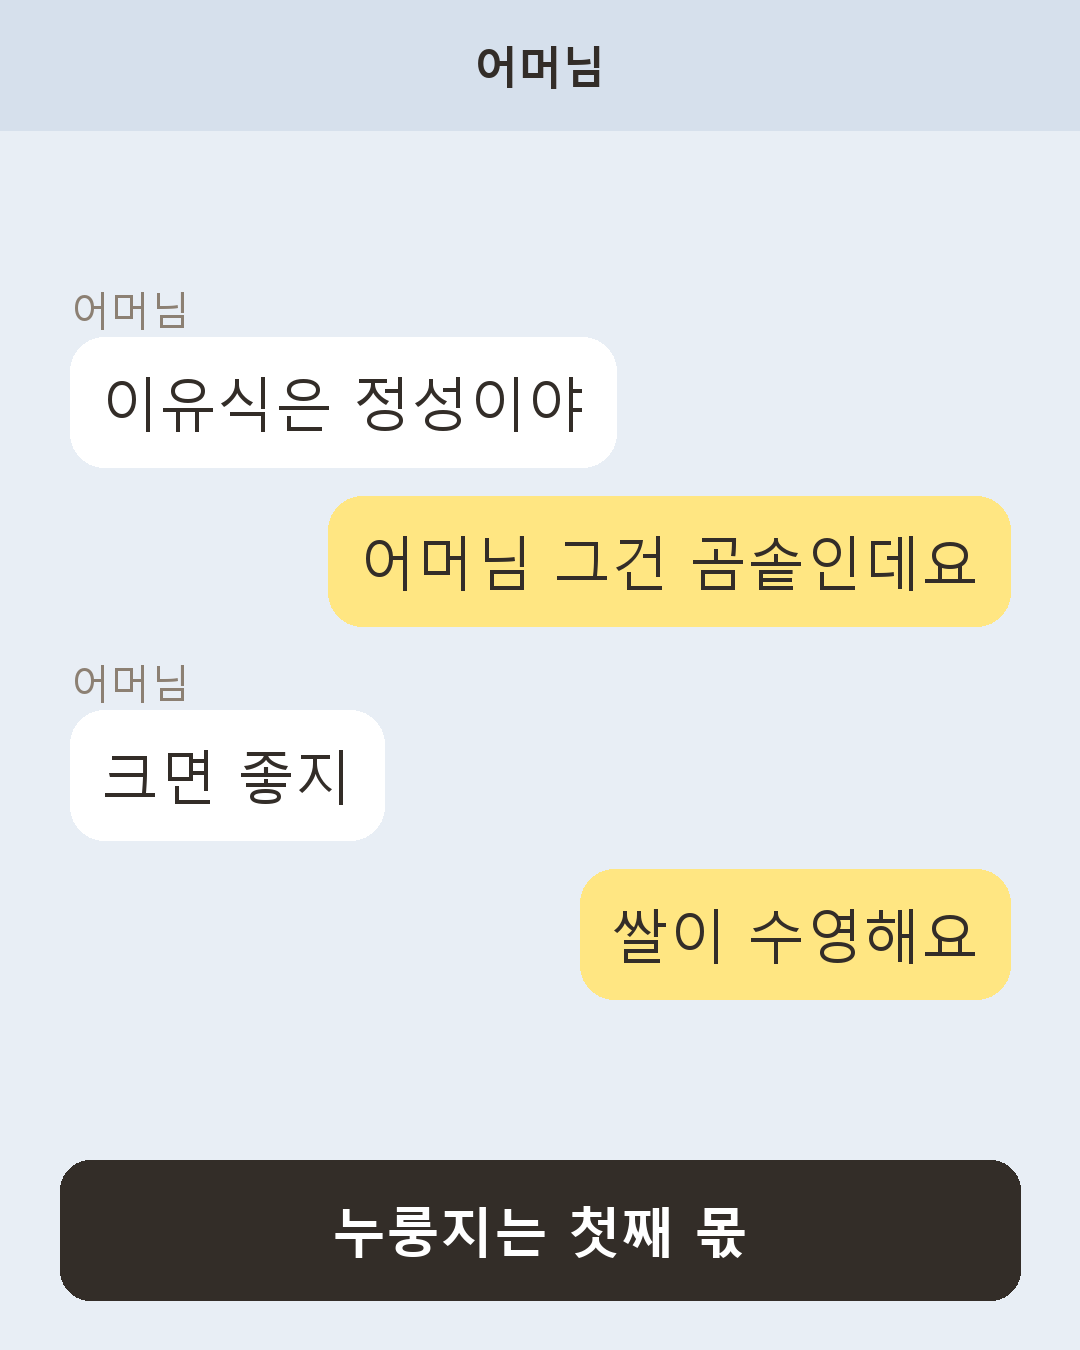 어머님
어머님
이유식은 정성이야
어머님 그건 곰솥인데요
어머님
크면 좋지
쌀이 수영해요
누룽지는 첫째 몫